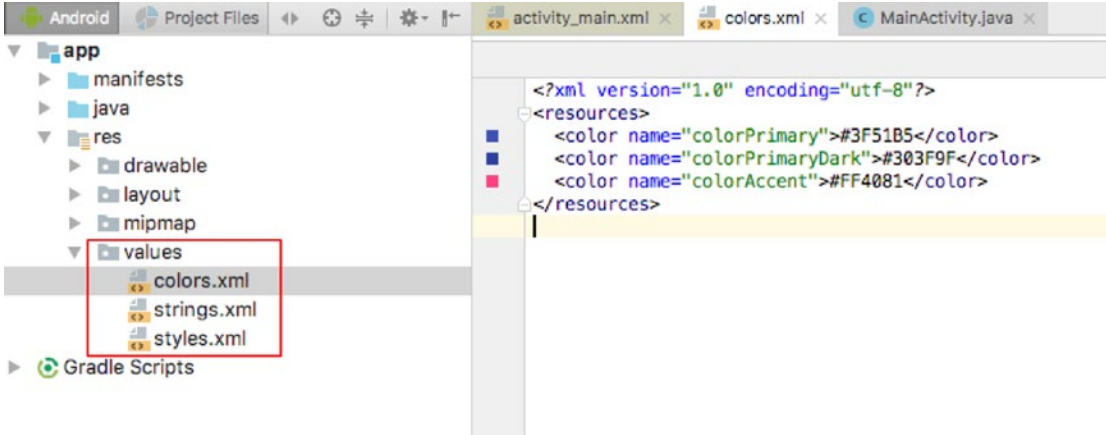 Android Project Files activity_main.xml colors.xml MainActivity.java
app
manifests
java
res
drawable
layout
mipmap
values
colors.xml
strings.xml
styles.xml
Gradle Scripts
<?xml version="1.0" encoding="utf-8"?>
<resources>
<color name="colorPrimary">#3F51B5</color>
<color name="colorPrimaryDark">#303F9F</color>
<color name="colorAccent">#FF4081</color>
</resources>